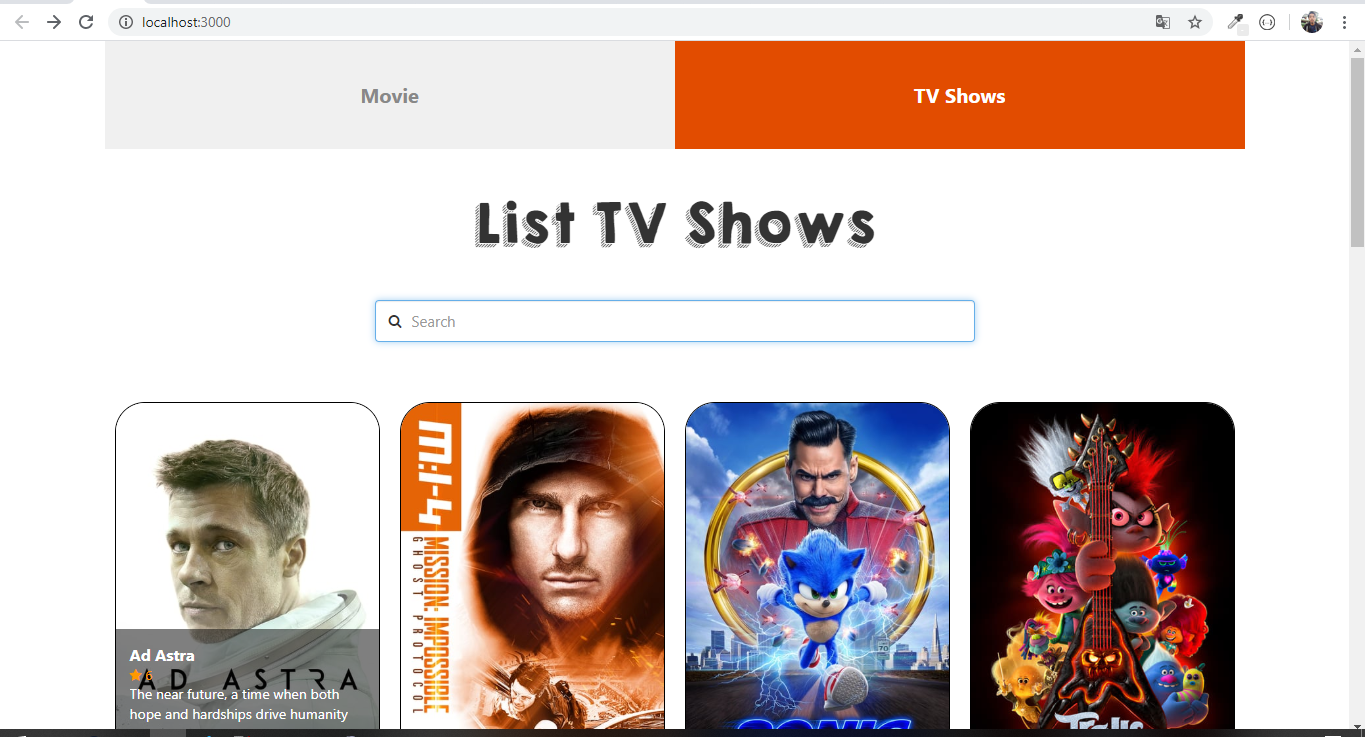 localhost:3000
Movie
TV Shows
List TV Shows
Search
Ad Astra
6
The near future, a time when both
hope and hardships drive humanity
AD ASTRA
M:I-4
MISSION: IMPOSSIBLE
GHOST PROTOCOL
70
SONIC
Trolls